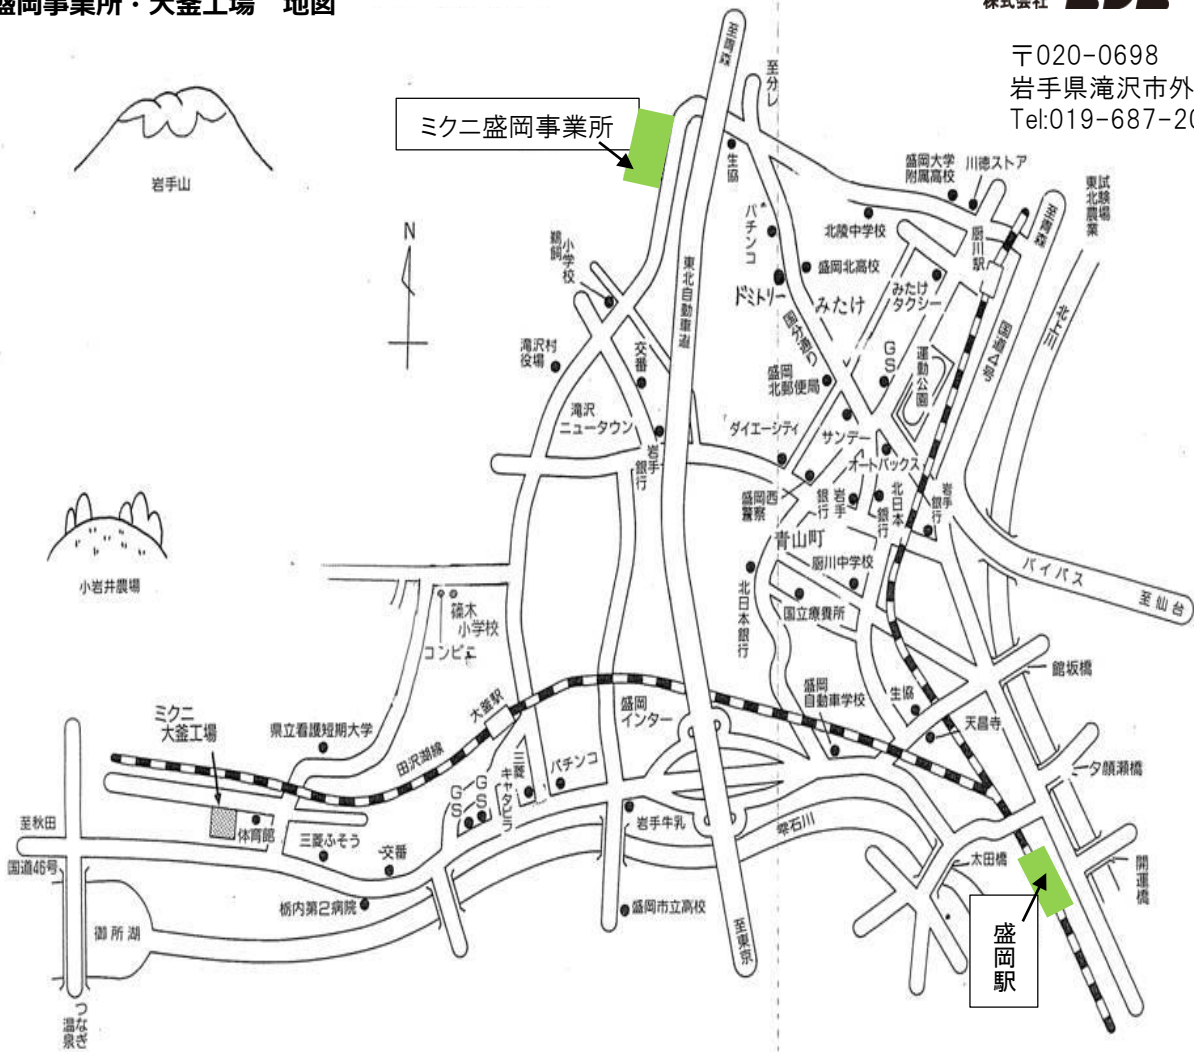 盛岡事業所・大釜工場　地図
株式会社
〒020-0698
岩手県滝沢市外
Tel:019-687-20
ミクニ盛岡事業所
岩手山
N
至青森
至分レ
生協
盛岡大学
附属高校
川徳ストア
東北農業
試験場
至青森
厨川駅
北陵中学校
パチンコ
盛岡北高校
みたけ
タクシー
ドミトリー
みたけ
国分通り
東北自動車道
鵜飼
小学校
滝沢村
役場
交番
盛岡
北郵便局
GS
運動公園
国道4号
北上川
滝沢
ニュータウン
岩手
銀行
ダイエーシティ
サンデー
オートバックス
盛岡西
警察
岩手
銀行
北日本
銀行
岩手
銀行
青山町
厨川中学校
国立療養所
北日本銀行
バイパス
至仙台
小岩井農場
篠木
小学校
コンビニ
館坂橋
盛岡
自動車学校
生協
天昌寺
夕顔瀬橋
大釜駅
盛岡
インター
ミクニ
大釜工場
県立看護短期大学
田沢湖線
GS
GS
三菱
キャタピラ
パチンコ
岩手牛乳
雫石川
至秋田
国道46号
体育館
三菱ふそう
交番
栃内第2病院
盛岡市立高校
太田橋
開運橋
御所湖
至東京
盛岡駅
つなぎ
温泉